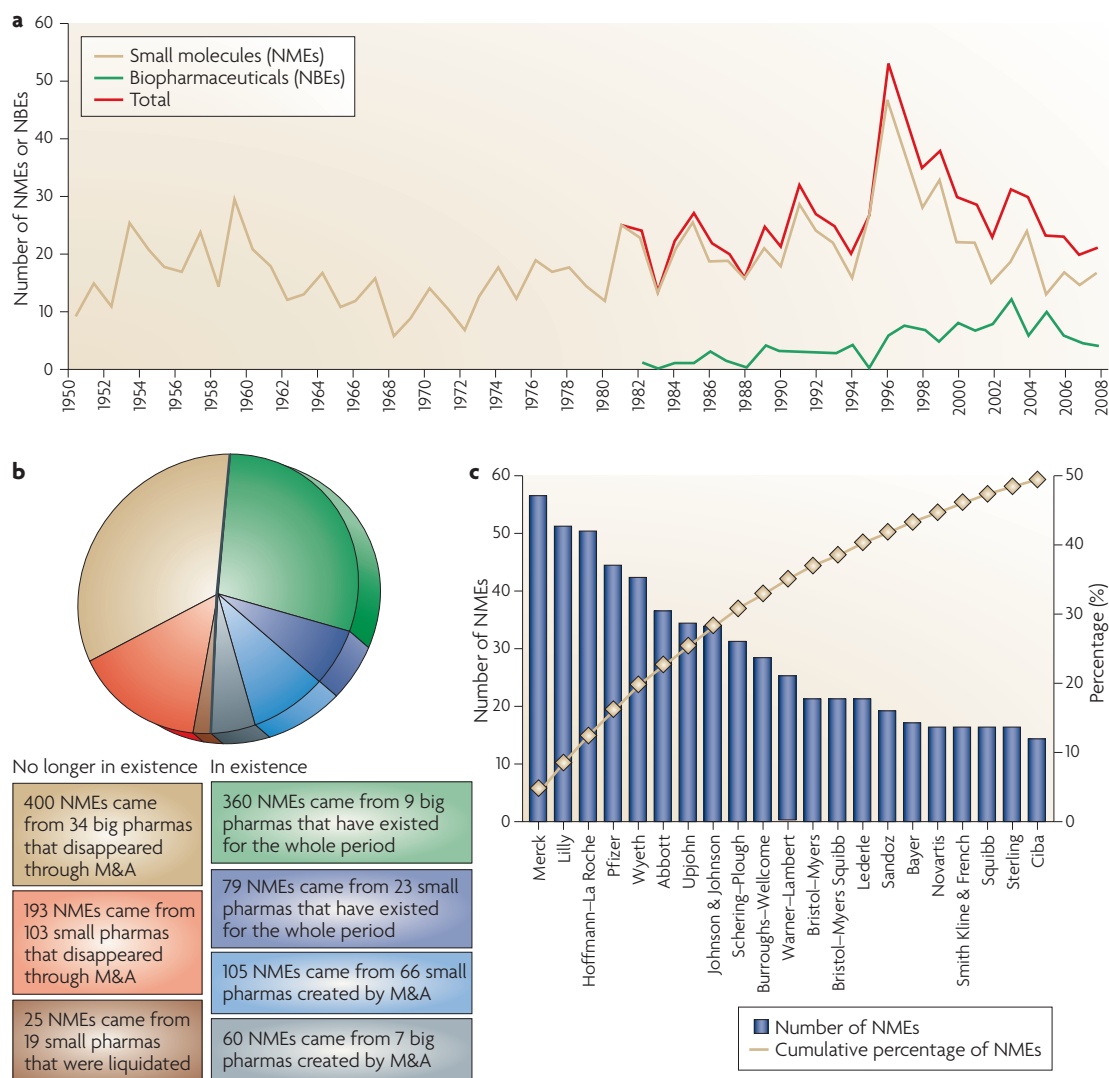 a
60
50
40
30
20
10
0
Number of NMEs or NBEs
Small molecules (NMEs)
Biopharmaceuticals (NBEs)
Total
1950
1952
1954
1956
1958
1960
1962
1964
1966
1968
1970
1972
1974
1976
1978
1980
1982
1984
1986
1988
1990
1992
1994
1996
1998
2000
2002
2004
2006
2008
b
No longer in existence
400 NMEs came
from 34 big pharmas
that disappeared
through M&A
193 NMEs came from
103 small pharmas
that disappeared
through M&A
25 NMEs came from
19 small pharmas
that were liquidated
In existence
360 NMEs came from 9 big
pharmas that have existed
for the whole period
79 NMEs came from 23 small
pharmas that have existed
for the whole period
105 NMEs came from 66 small
pharmas created by M&A
60 NMEs came from 7 big
pharmas created by M&A
c
60
50
40
30
20
10
0
Number of NMEs
50
40
30
20
10
0
Percentage (%)
Merck
Lilly
Hoffmann–La Roche
Pfizer
Wyeth
Abbott
Upjohn
Johnson & Johnson
Schering–Plough
Burroughs–Wellcome
Warner–Lambert
Bristol–Myers
Bristol–Myers Squibb
Lederle
Sandoz
Bayer
Novartis
Smith Kline & French
Squibb
Sterling
Ciba
Number of NMEs
Cumulative percentage of NMEs